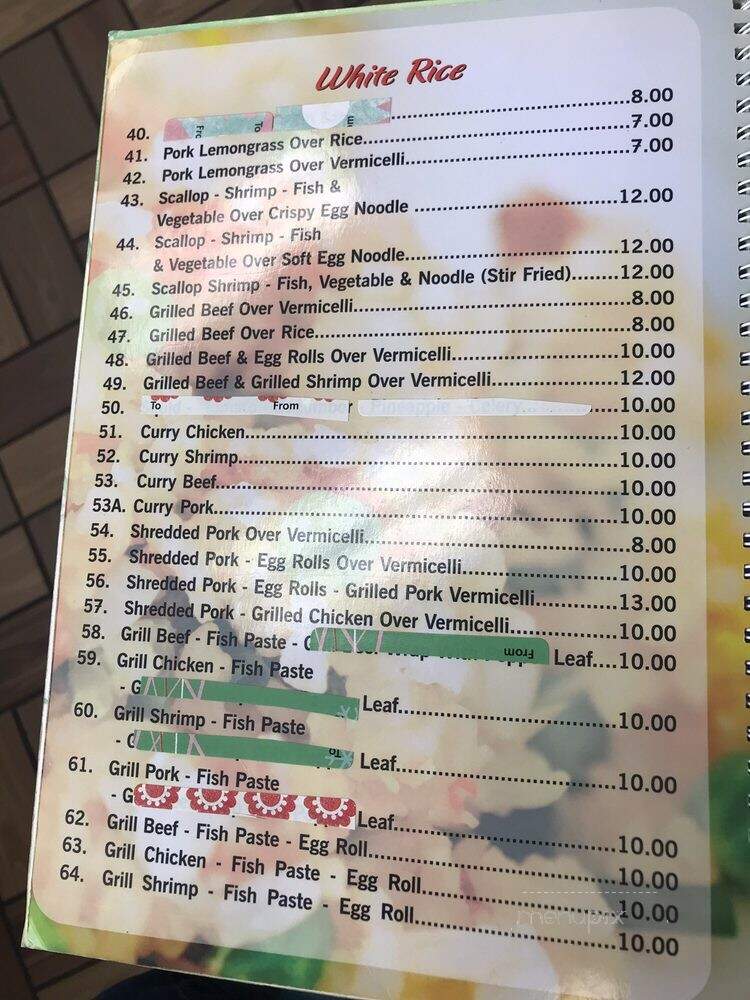 White Rice
40. ........8.00
To
41. Pork Lemongrass Over Rice........7.00
42. Pork Lemongrass Over Vermicelli........7.00
43. Scallop - Shrimp - Fish &
Vegetable Over Crispy Egg Noodle ........12.00
44. Scallop - Shrimp - Fish
& Vegetable Over Soft Egg Noodle........12.00
45. Scallop Shrimp - Fish, Vegetable & Noodle (Stir Fried)........12.00
46. Grilled Beef Over Vermicelli........8.00
47. Grilled Beef Over Rice........8.00
48. Grilled Beef & Egg Rolls Over Vermicelli........10.00
49. Grilled Beef & Grilled Shrimp Over Vermicelli........12.00
50. To From Pineapple - Celery........10.00
51. Curry Chicken........10.00
52. Curry Shrimp........10.00
53. Curry Beef........10.00
53A. Curry Pork........10.00
54. Shredded Pork Over Vermicelli........8.00
55. Shredded Pork - Egg Rolls Over Vermicelli........10.00
56. Shredded Pork - Egg Rolls - Grilled Pork Vermicelli........13.00
57. Shredded Pork - Grilled Chicken Over Vermicelli........10.00
58. Grill Beef - Fish Paste - From Leaf....10.00
59. Grill Chicken - Fish Paste
- G Leaf........10.00
60. Grill Shrimp - Fish Paste
- To Leaf........10.00
61. Grill Pork - Fish Paste
- G Leaf........10.00
62. Grill Beef - Fish Paste - Egg Roll........10.00
63. Grill Chicken - Fish Paste - Egg Roll........10.00
64. Grill Shrimp - Fish Paste - Egg Roll........10.00
menupix